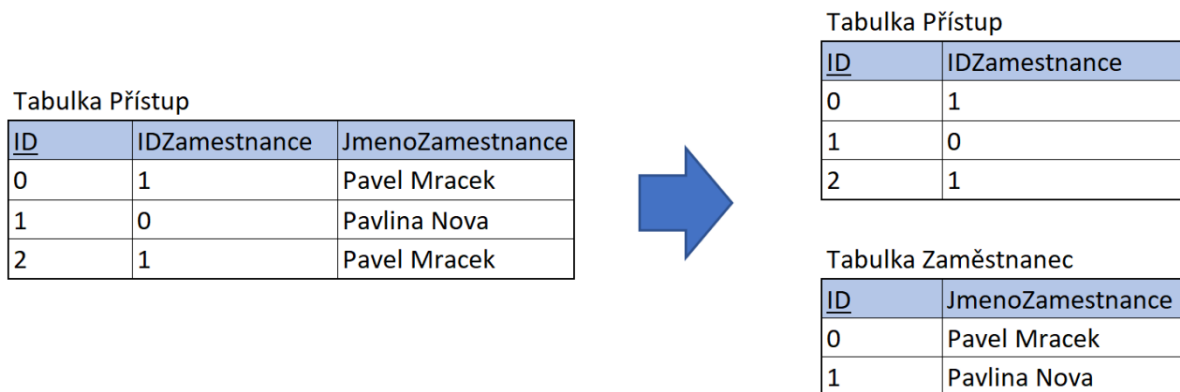 Tabulka Přístup
ID IDZamestnance JmenoZamestnance
0 1 Pavel Mracek
1 0 Pavlina Nova
2 1 Pavel Mracek
Tabulka Přístup
ID IDZamestnance
0 1
1 0
2 1
Tabulka Zaměstnanec
ID JmenoZamestnance
0 Pavel Mracek
1 Pavlina Nova